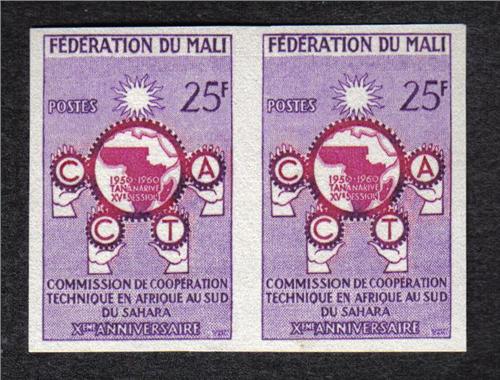 FÉDÉRATION DU MALI
POSTES 25F
C A
1950-1960
TANANARIVE
XVE SESSION
C T
COMMISSION DE COOPÉRATION
TECHNIQUE EN AFRIQUE AU SUD
DU SAHARA
XEME ANNIVERSAIRE
FÉDÉRATION DU MALI
POSTES 25F
C A
1950-1960
TANANARIVE
XVE SESSION
C T
COMMISSION DE COOPÉRATION
TECHNIQUE EN AFRIQUE AU SUD
DU SAHARA
XEME ANNIVERSAIRE